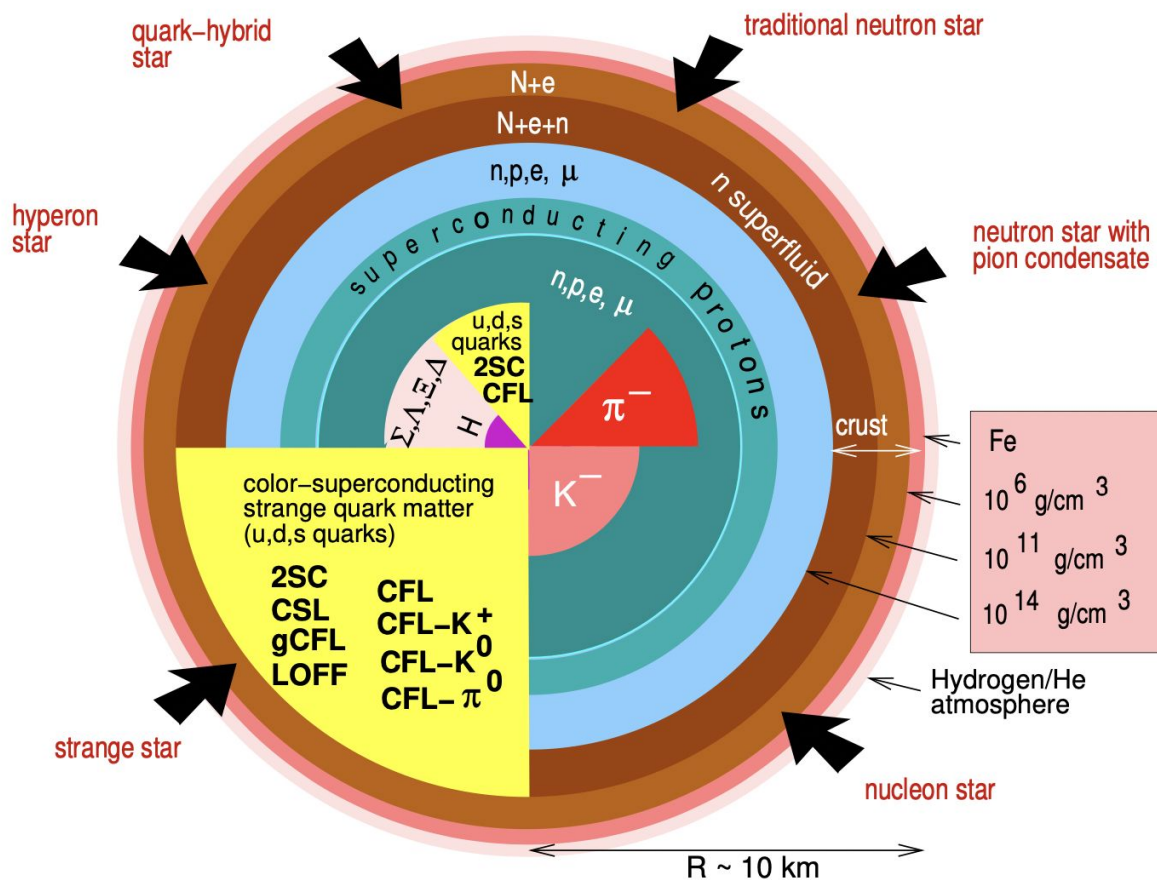 quark–hybrid
star
traditional neutron star
N+e
N+e+n
n,p,e, μ
n superfluid
hyperon
star
neutron star with
pion condensate
superconducting protons
n,p,e, μ
u,d,s
quarks
2SC
CFL
Σ,Λ,Ξ,Δ
H
π⁻
K⁻
crust
Fe
10⁶ g/cm³
10¹¹ g/cm³
10¹⁴ g/cm³
color–superconducting
strange quark matter
(u,d,s quarks)
2SC
CSL
gCFL
LOFF
CFL
CFL–K⁺
CFL–K⁰
CFL–π⁰
Hydrogen/He
atmosphere
strange star
nucleon star
R ~ 10 km